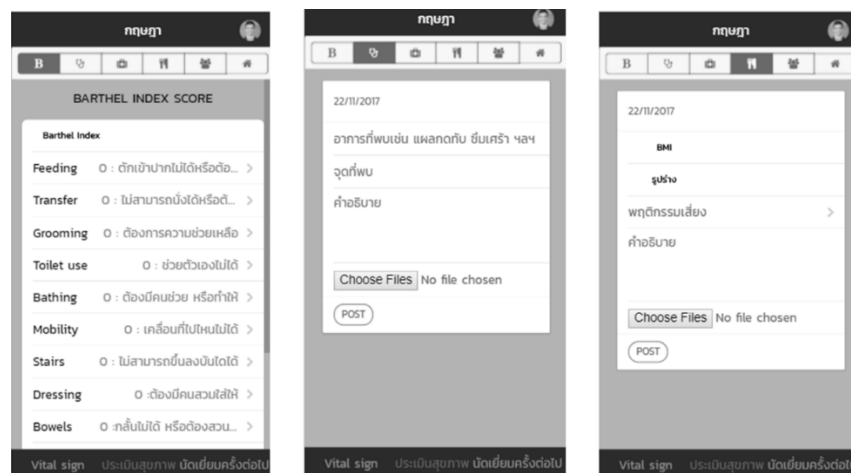 กฤษฎา
B
BARTHEL INDEX SCORE
Barthel Index
Feeding 0 : ตักเข้าปากไม่ได้หรือต้อ...
Transfer 0 : ไม่สามารถนั่งได้หรือต้...
Grooming 0 : ต้องการความช่วยเหลือ
Toilet use 0 : ช่วยตัวเองไม่ได้
Bathing 0 : ต้องมีคนช่วย หรือทำให้
Mobility 0 : เคลื่อนที่ไปไหนไม่ได้
Stairs 0 : ไม่สามารถขึ้นลงบันไดได้
Dressing 0 :ต้องมีคนสวมใส่ให้
Bowels 0 :กลั้นไม่ได้ หรือต้องสวน...
Vital sign ประเมินสุขภาพ นัดเยี่ยมครั้งต่อไป
กฤษฎา
B
22/11/2017
อาการที่พบเช่น แผลกดทับ ซึมเศร้า ฯลฯ
จุดที่พบ
คำอธิบาย
Choose Files No file chosen
POST
Vital sign ประเมินสุขภาพ นัดเยี่ยมครั้งต่อไป
กฤษฎา
B
22/11/2017
BMI
รูปร่าง
พฤติกรรมเสี่ยง
คำอธิบาย
Choose Files No file chosen
POST
Vital sign ประเมินสุขภาพ นัดเยี่ยมครั้งต่อไป